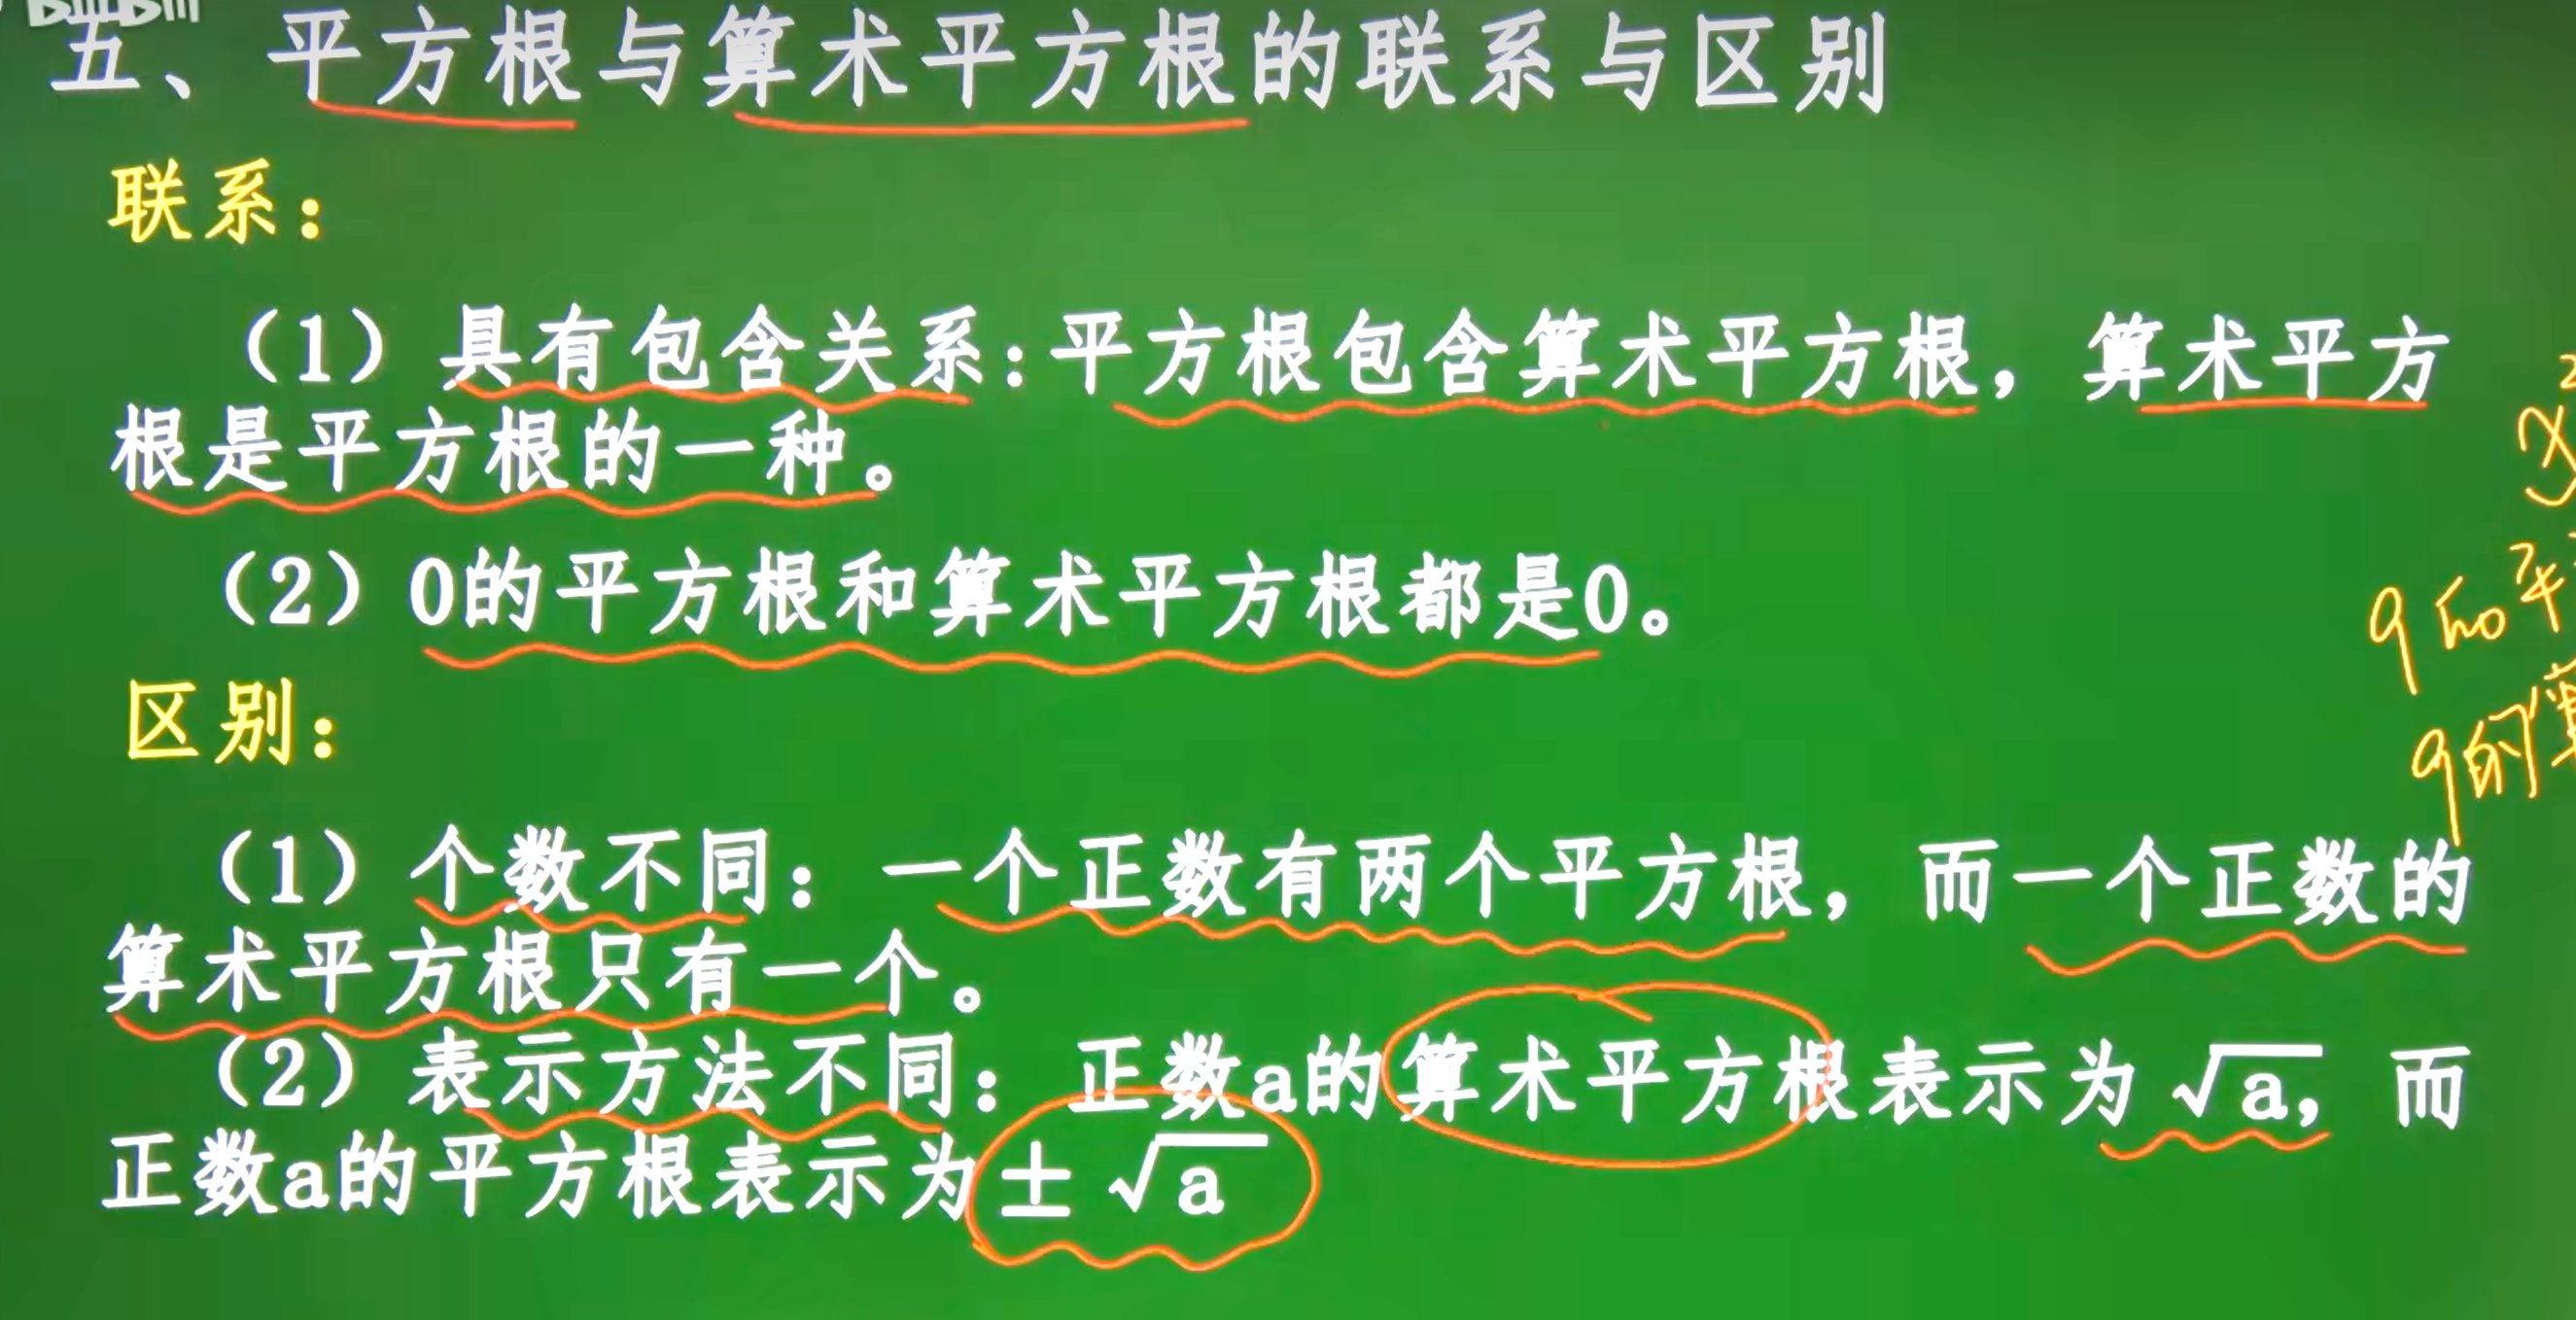 五、平方根与算术平方根的联系与区别
联系：
（1）具有包含关系：平方根包含算术平方根，算术平方
根是平方根的一种。
（2）0的平方根和算术平方根都是0。
9的平
区别：
9的算
（1）个数不同：一个正数有两个平方根，而一个正数的
算术平方根只有一个。
（2）表示方法不同：正数a的算术平方根表示为 √a，而
正数a的平方根表示为 ± √a